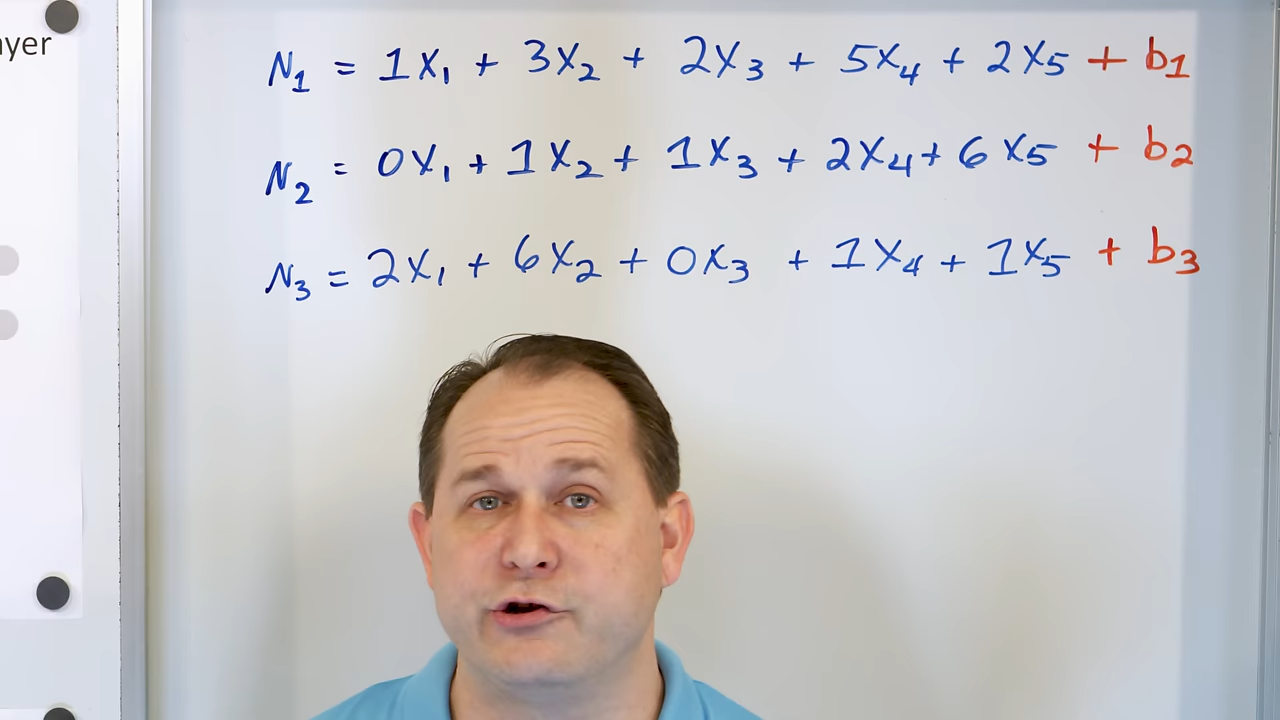 N₁ = 1x₁ + 3x₂ + 2x₃ + 5x₄ + 2x₅ + b₁
N₂ = 0x₁ + 1x₂ + 1x₃ + 2x₄ + 6x₅ + b₂
N₃ = 2x₁ + 6x₂ + 0x₃ + 1x₄ + 1x₅ + b₃